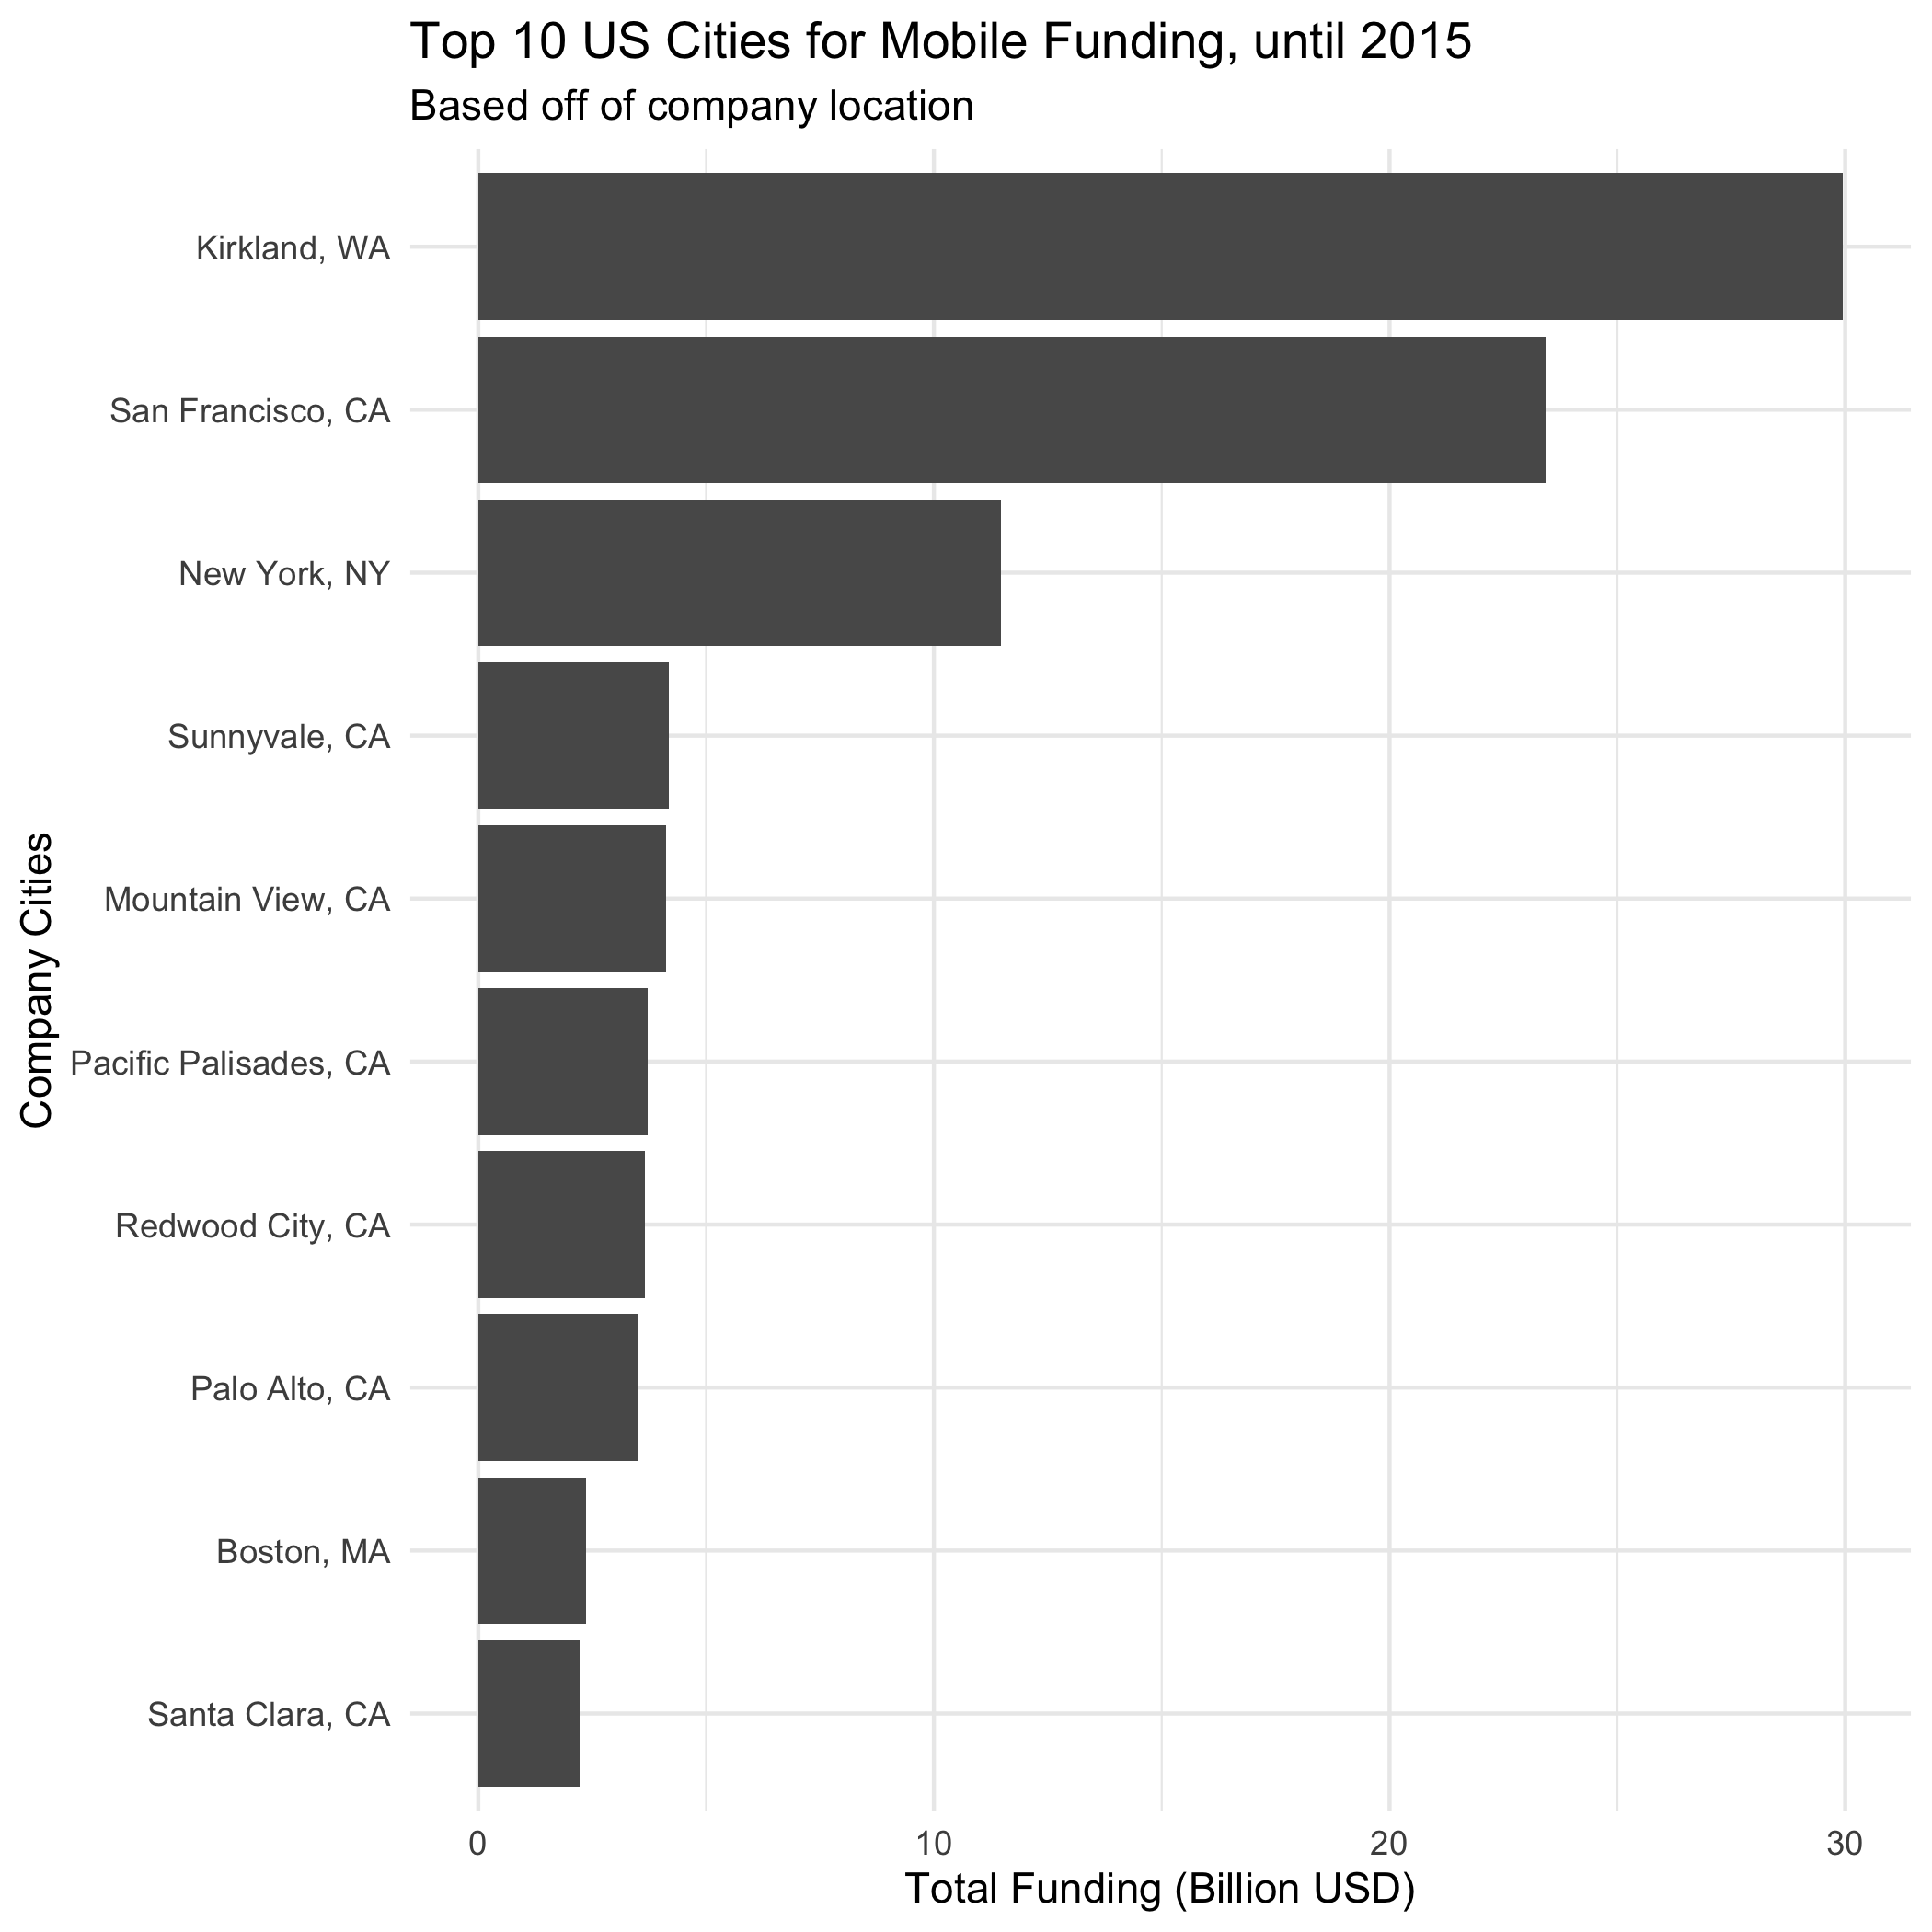 Top 10 US Cities for Mobile Funding, until 2015
Based off of company location
Company Cities
Kirkland, WA
San Francisco, CA
New York, NY
Sunnyvale, CA
Mountain View, CA
Pacific Palisades, CA
Redwood City, CA
Palo Alto, CA
Boston, MA
Santa Clara, CA
0 10 20 30
Total Funding (Billion USD)